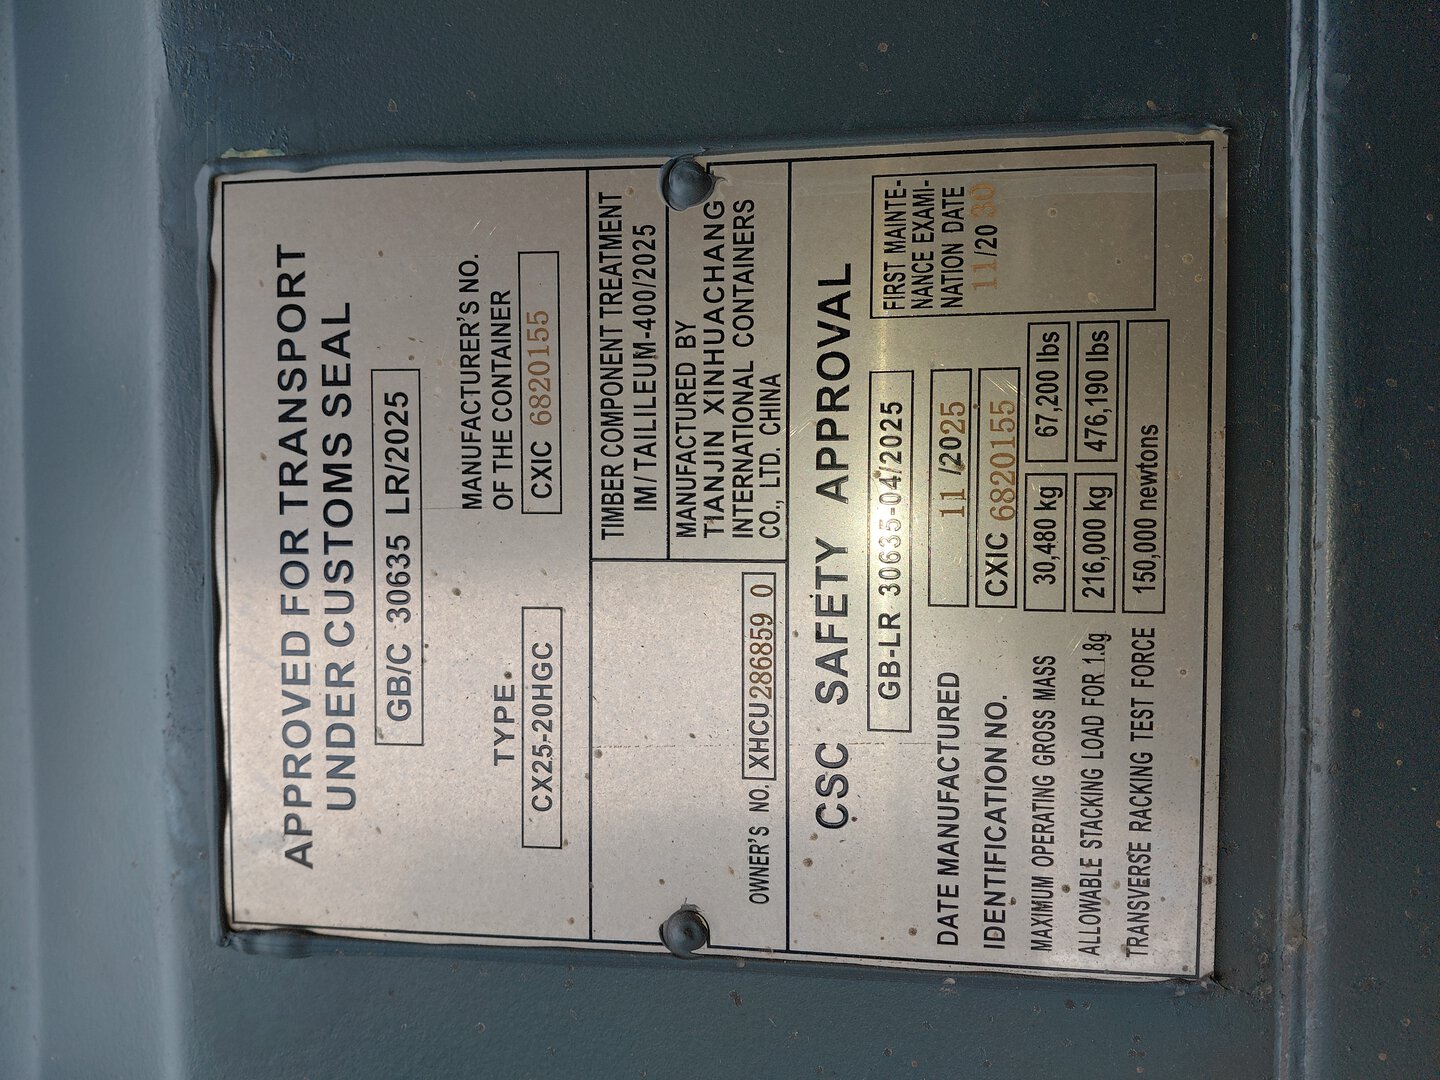 APPROVED FOR TRANSPORT
UNDER CUSTOMS SEAL
GB/C 30635 LR/2025
TYPE
CX25-20HGC
MANUFACTURER'S NO.
OF THE CONTAINER
CXIC 6820155
TIMBER COMPONENT TREATMENT
IM/TAILILEUM-400/2025
MANUFACTURED BY
TIANJIN XINHUACHANG
INTERNATIONAL CONTAINERS
CO., LTD. CHINA
OWNER'S NO. XHCU286859 0
CSC SAFETY APPROVAL
GB-LR 30635-04/2025
DATE MANUFACTURED 11 /2025
IDENTIFICATION NO. CXIC 6820155
MAXIMUM OPERATING GROSS MASS 30,480 kg 67,200 lbs
ALLOWABLE STACKING LOAD FOR 1.8g 216,000 kg 476,190 lbs
TRANSVERSE RACKING TEST FORCE 150,000 newtons
FIRST MAINTE-
NANCE EXAMI-
NATION DATE
11/2030